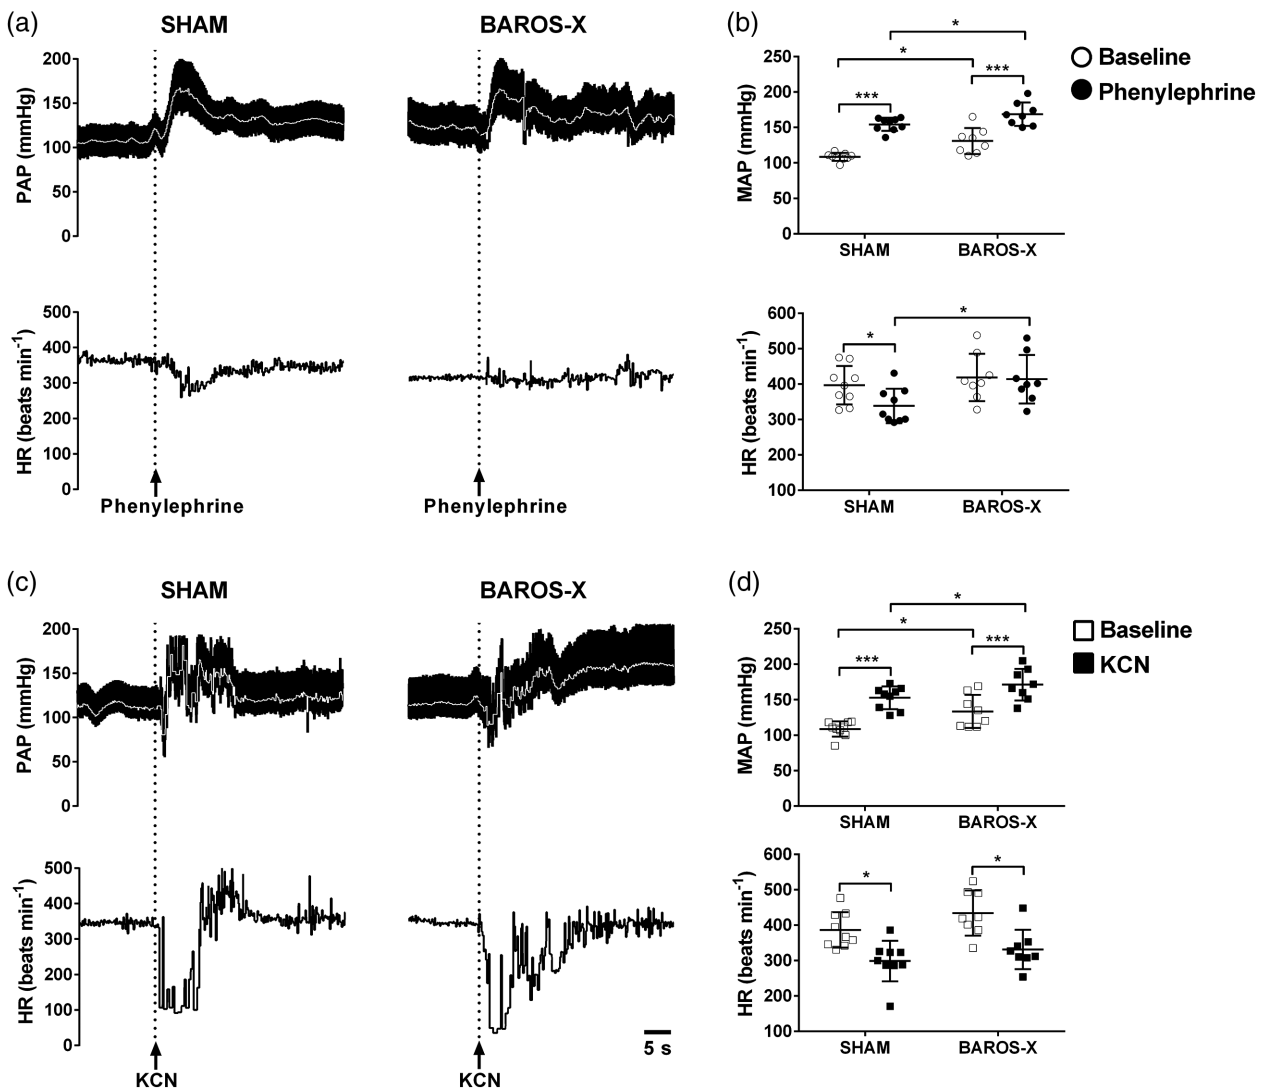 (a)
SHAM
BAROS-X
PAP (mmHg)
200
150
100
50
0
HR (beats min⁻¹)
500
400
300
200
100
0
Phenylephrine
Phenylephrine
(b)
Baseline
Phenylephrine
MAP (mmHg)
250
200
150
100
50
0
*
*
***
***
SHAM
BAROS-X
HR (beats min⁻¹)
600
500
400
300
200
100
*
*
SHAM
BAROS-X
(c)
SHAM
BAROS-X
PAP (mmHg)
200
150
100
50
0
HR (beats min⁻¹)
500
400
300
200
100
0
KCN
KCN
5 s
(d)
Baseline
KCN
MAP (mmHg)
250
200
150
100
50
0
*
*
***
***
SHAM
BAROS-X
HR (beats min⁻¹)
600
500
400
300
200
100
*
*
SHAM
BAROS-X